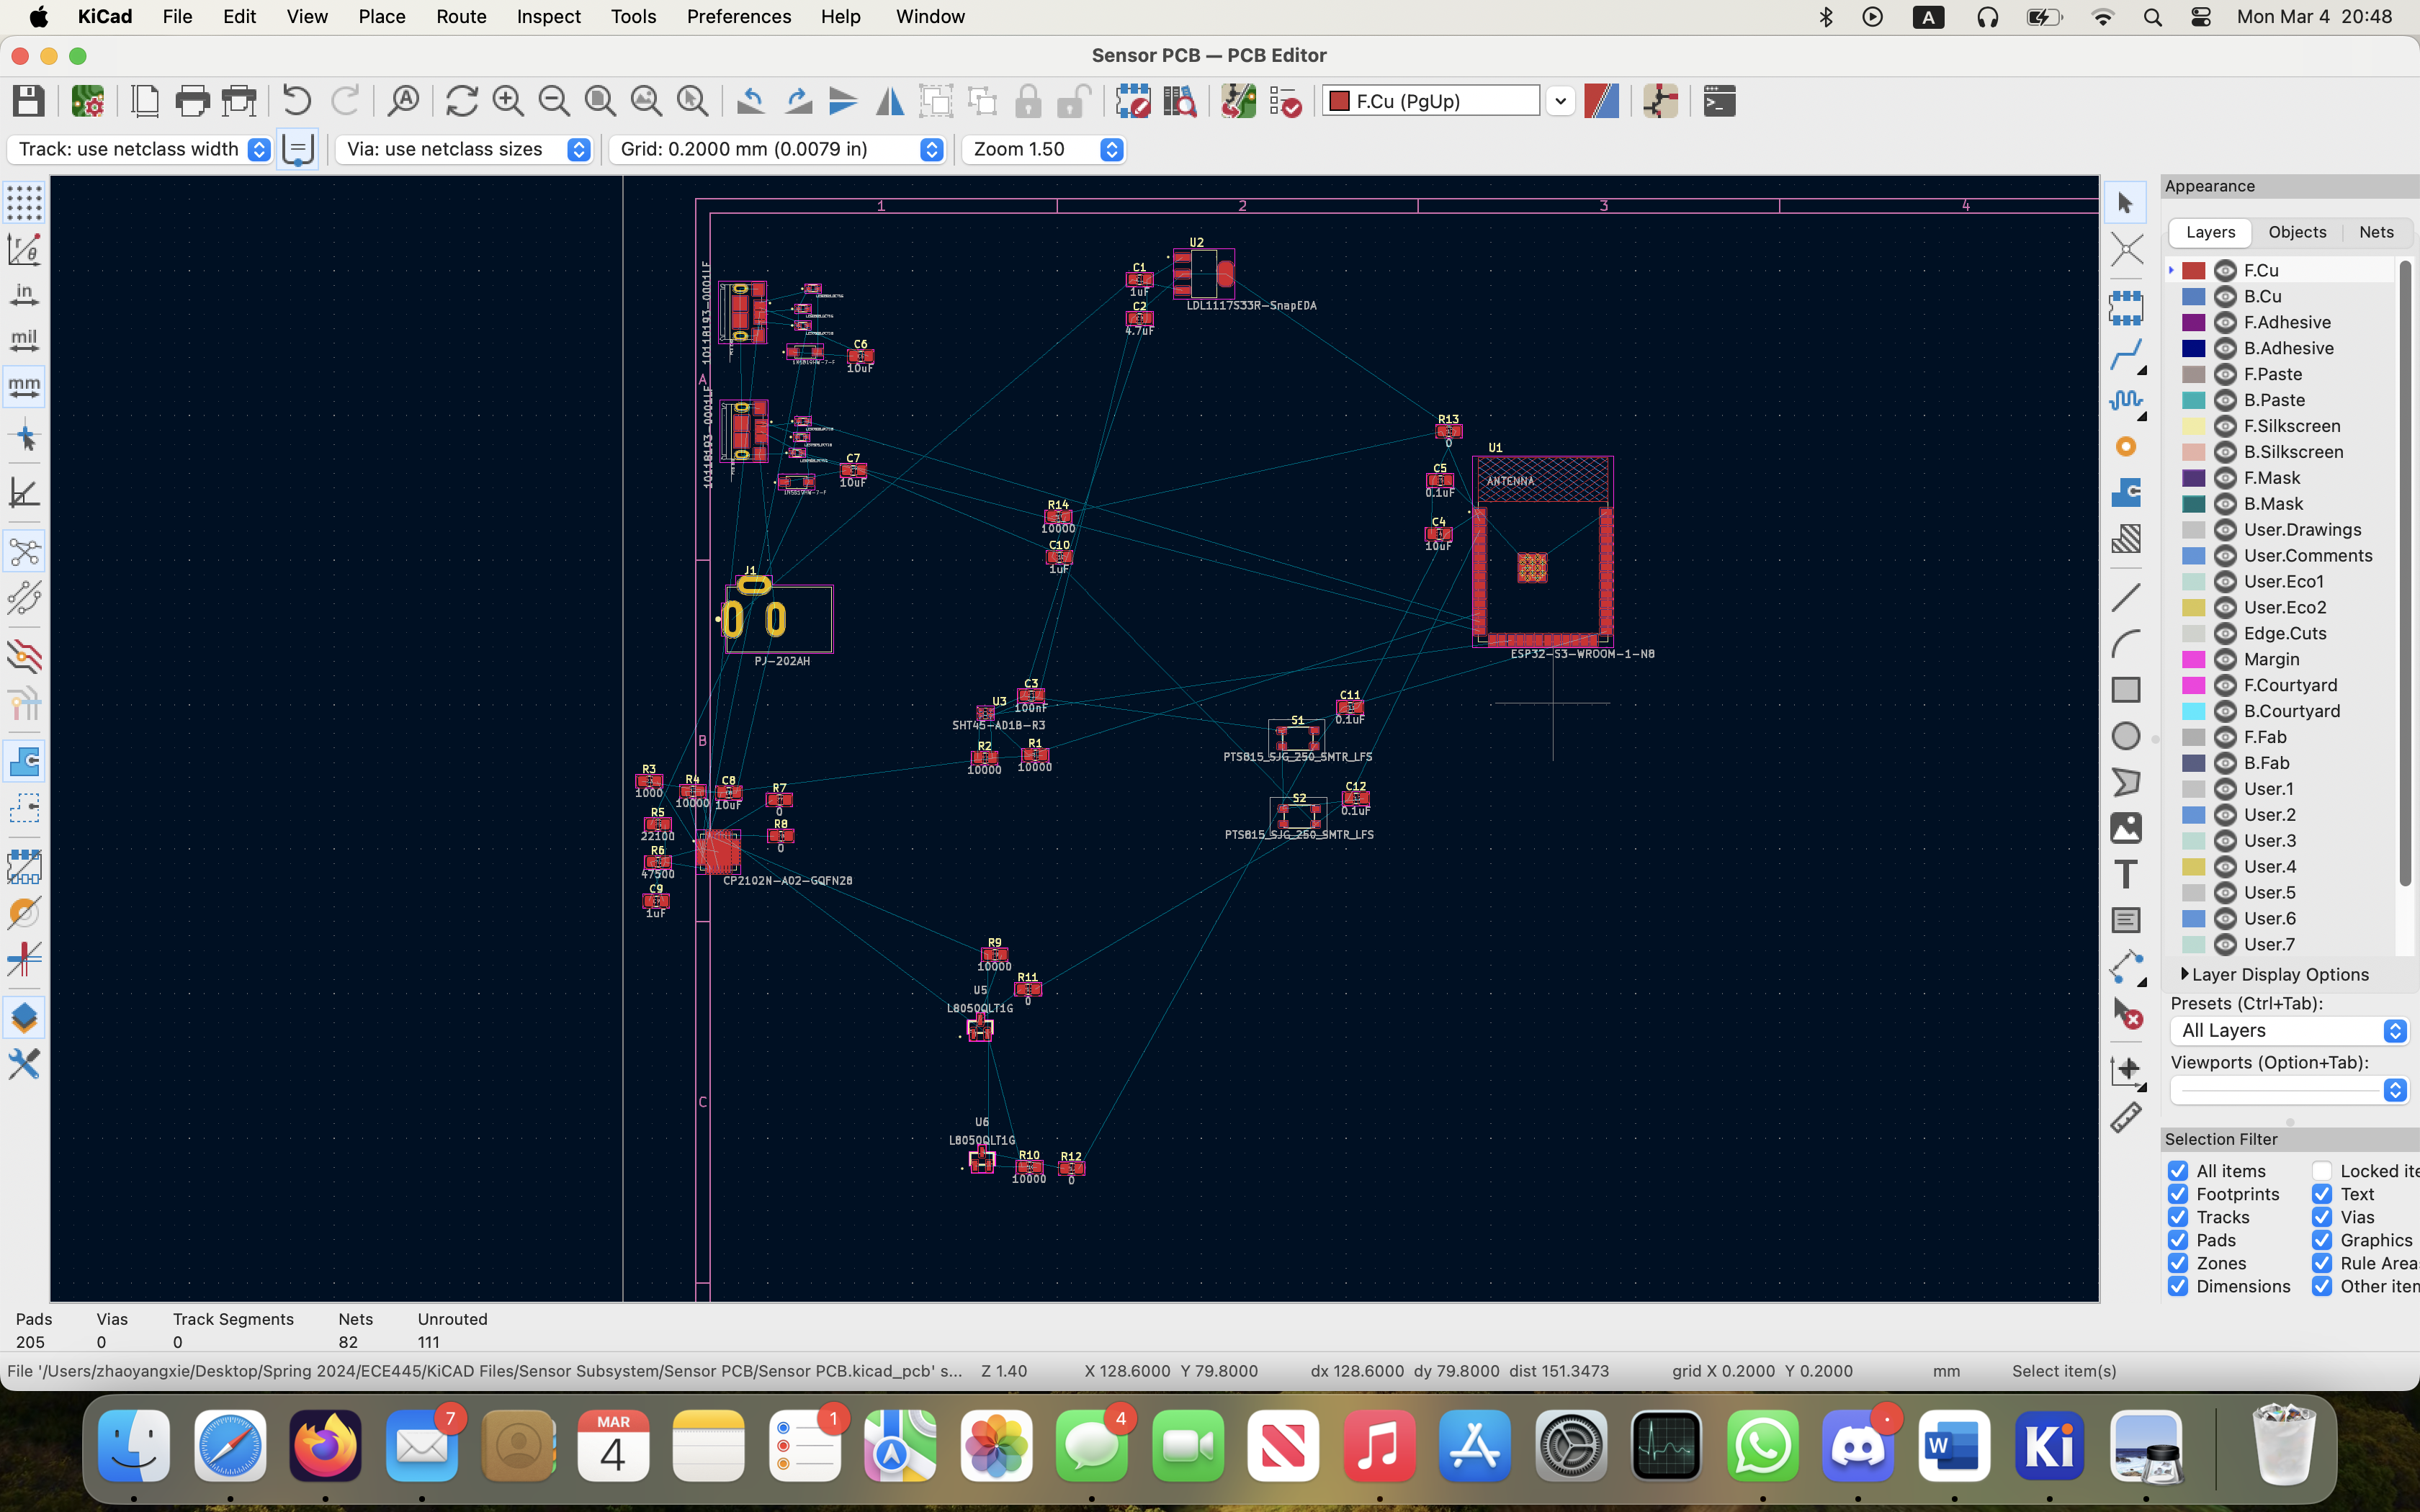 KiCad File Edit View Place Route Inspect Tools Preferences Help Window A Mon Mar 4 20:48
Sensor PCB — PCB Editor
F.Cu (PgUp)
Track: use netclass width Via: use netclass sizes Grid: 0.2000 mm (0.0079 in) Zoom 1.50
in
mil
mm
1 2 3 4
A
B
C
U2
C1
1uF
C2
4.7uF
LDL1117S33R-SnapEDA
10118193-0001LF
C6
10uF
10118193-0001LF
C7
10uF
R13
0
U1
C5
0.1uF
ANTENNA
C4
10uF
ESP32-S3-WROOM-1-N8
R14
10000
C10
1uF
J1
PJ-202AH
C3
100nF
U3
SHT45-AD1B-R3
R2
10000
R1
10000
C11
0.1uF
S1
PTS815_SJG_250_SMTR_LFS
C12
0.1uF
S2
PTS815_SJG_250_SMTR_LFS
R3
1000
R4
10000
C8
10uF
R7
0
R5
22100
R8
0
R6
47500
CP2102N-A02-GQFN28
C9
1uF
R9
10000
R11
0
U5
L8050QLT1G
U6
L8050QLT1G
R10
10000
R12
0
Appearance
Layers Objects Nets
F.Cu
B.Cu
F.Adhesive
B.Adhesive
F.Paste
B.Paste
F.Silkscreen
B.Silkscreen
F.Mask
B.Mask
User.Drawings
User.Comments
User.Eco1
User.Eco2
Edge.Cuts
Margin
F.Courtyard
B.Courtyard
F.Fab
B.Fab
User.1
User.2
User.3
User.4
User.5
User.6
User.7
Layer Display Options
Presets (Ctrl+Tab):
All Layers
Viewports (Option+Tab):
Selection Filter
All items Locked ite
Footprints Text
Tracks Vias
Pads Graphics
Zones Rule Area
Dimensions Other item
Pads Vias Track Segments Nets Unrouted
205 0 0 82 111
File '/Users/zhaoyangxie/Desktop/Spring 2024/ECE445/KiCAD Files/Sensor Subsystem/Sensor PCB/Sensor PCB.kicad_pcb' s... Z 1.40 X 128.6000 Y 79.8000 dx 128.6000 dy 79.8000 dist 151.3473 grid X 0.2000 Y 0.2000 mm Select item(s)
7 MAR 4 1 4 W Ki